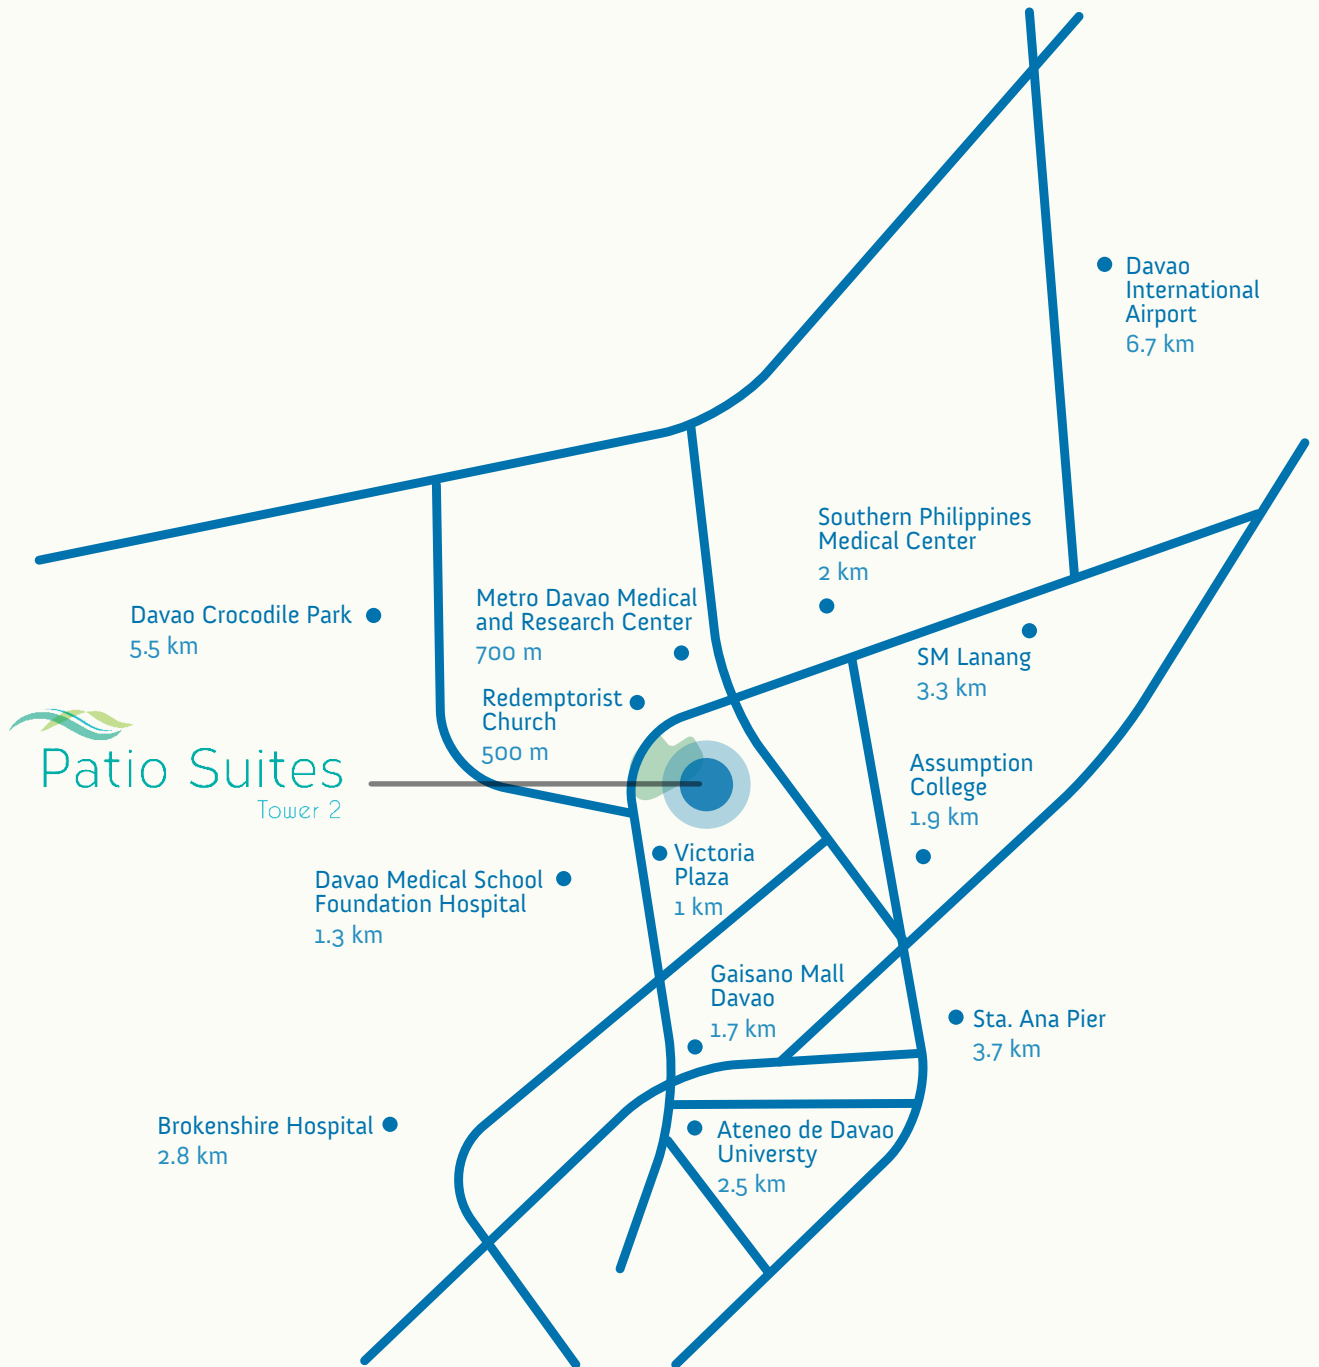 Davao
International
Airport
6.7 km
Southern Philippines
Medical Center
2 km
Metro Davao Medical
and Research Center
700 m
Davao Crocodile Park
5.5 km
SM Lanang
3.3 km
Redemptorist
Church
500 m
Patio Suites
Tower 2
Assumption
College
1.9 km
Victoria
Plaza
1 km
Davao Medical School
Foundation Hospital
1.3 km
Gaisano Mall
Davao
1.7 km
Sta. Ana Pier
3.7 km
Brokenshire Hospital
2.8 km
Ateneo de Davao
Universty
2.5 km